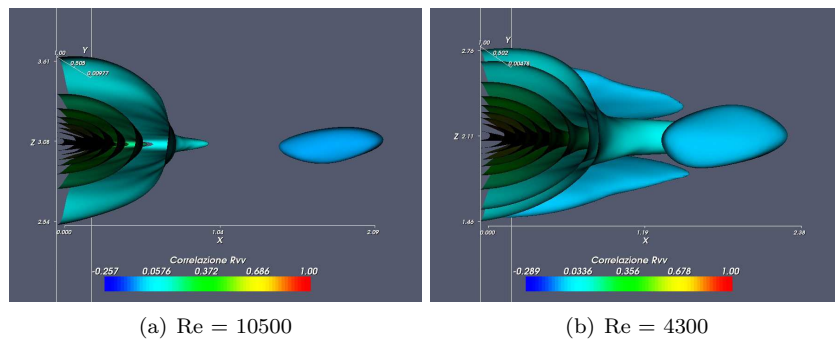 1.00
Y
0.505
0.00977
3.61
Z
3.08
2.54
0.000
1.04
2.09
X
Correlazione Rvv
-0.257 0.0576 0.372 0.686 1.00
(a) Re = 10500
1.00
Y
0.502
0.00476
2.76
Z
2.11
1.46
0.000
1.19
2.38
X
Correlazione Rvv
-0.289 0.0336 0.356 0.678 1.00
(b) Re = 4300